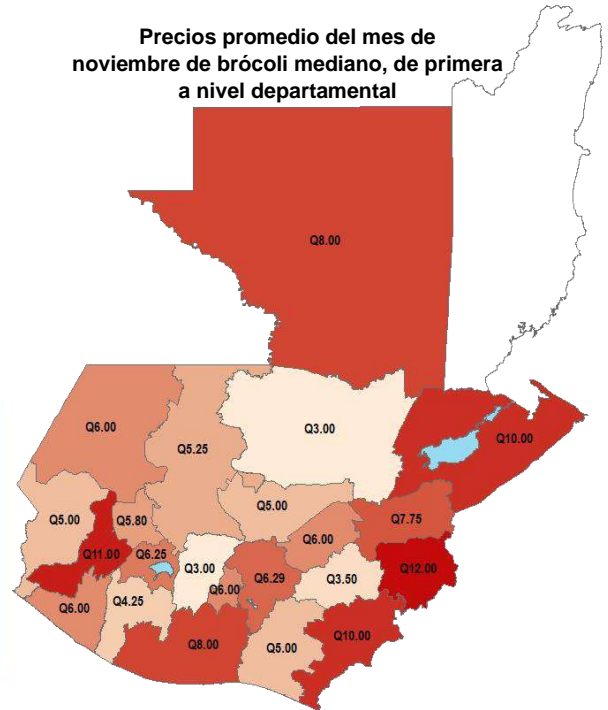 Precios promedio del mes de
noviembre de brócoli mediano, de primera
a nivel departamental
Q8.00
Q6.00
Q5.25
Q3.00
Q10.00
Q5.00
Q5.80
Q5.00
Q7.75
Q11.00
Q6.25
Q6.00
Q3.00
Q6.29
Q3.50
Q12.00
Q6.00
Q6.00
Q4.25
Q8.00
Q5.00
Q10.00